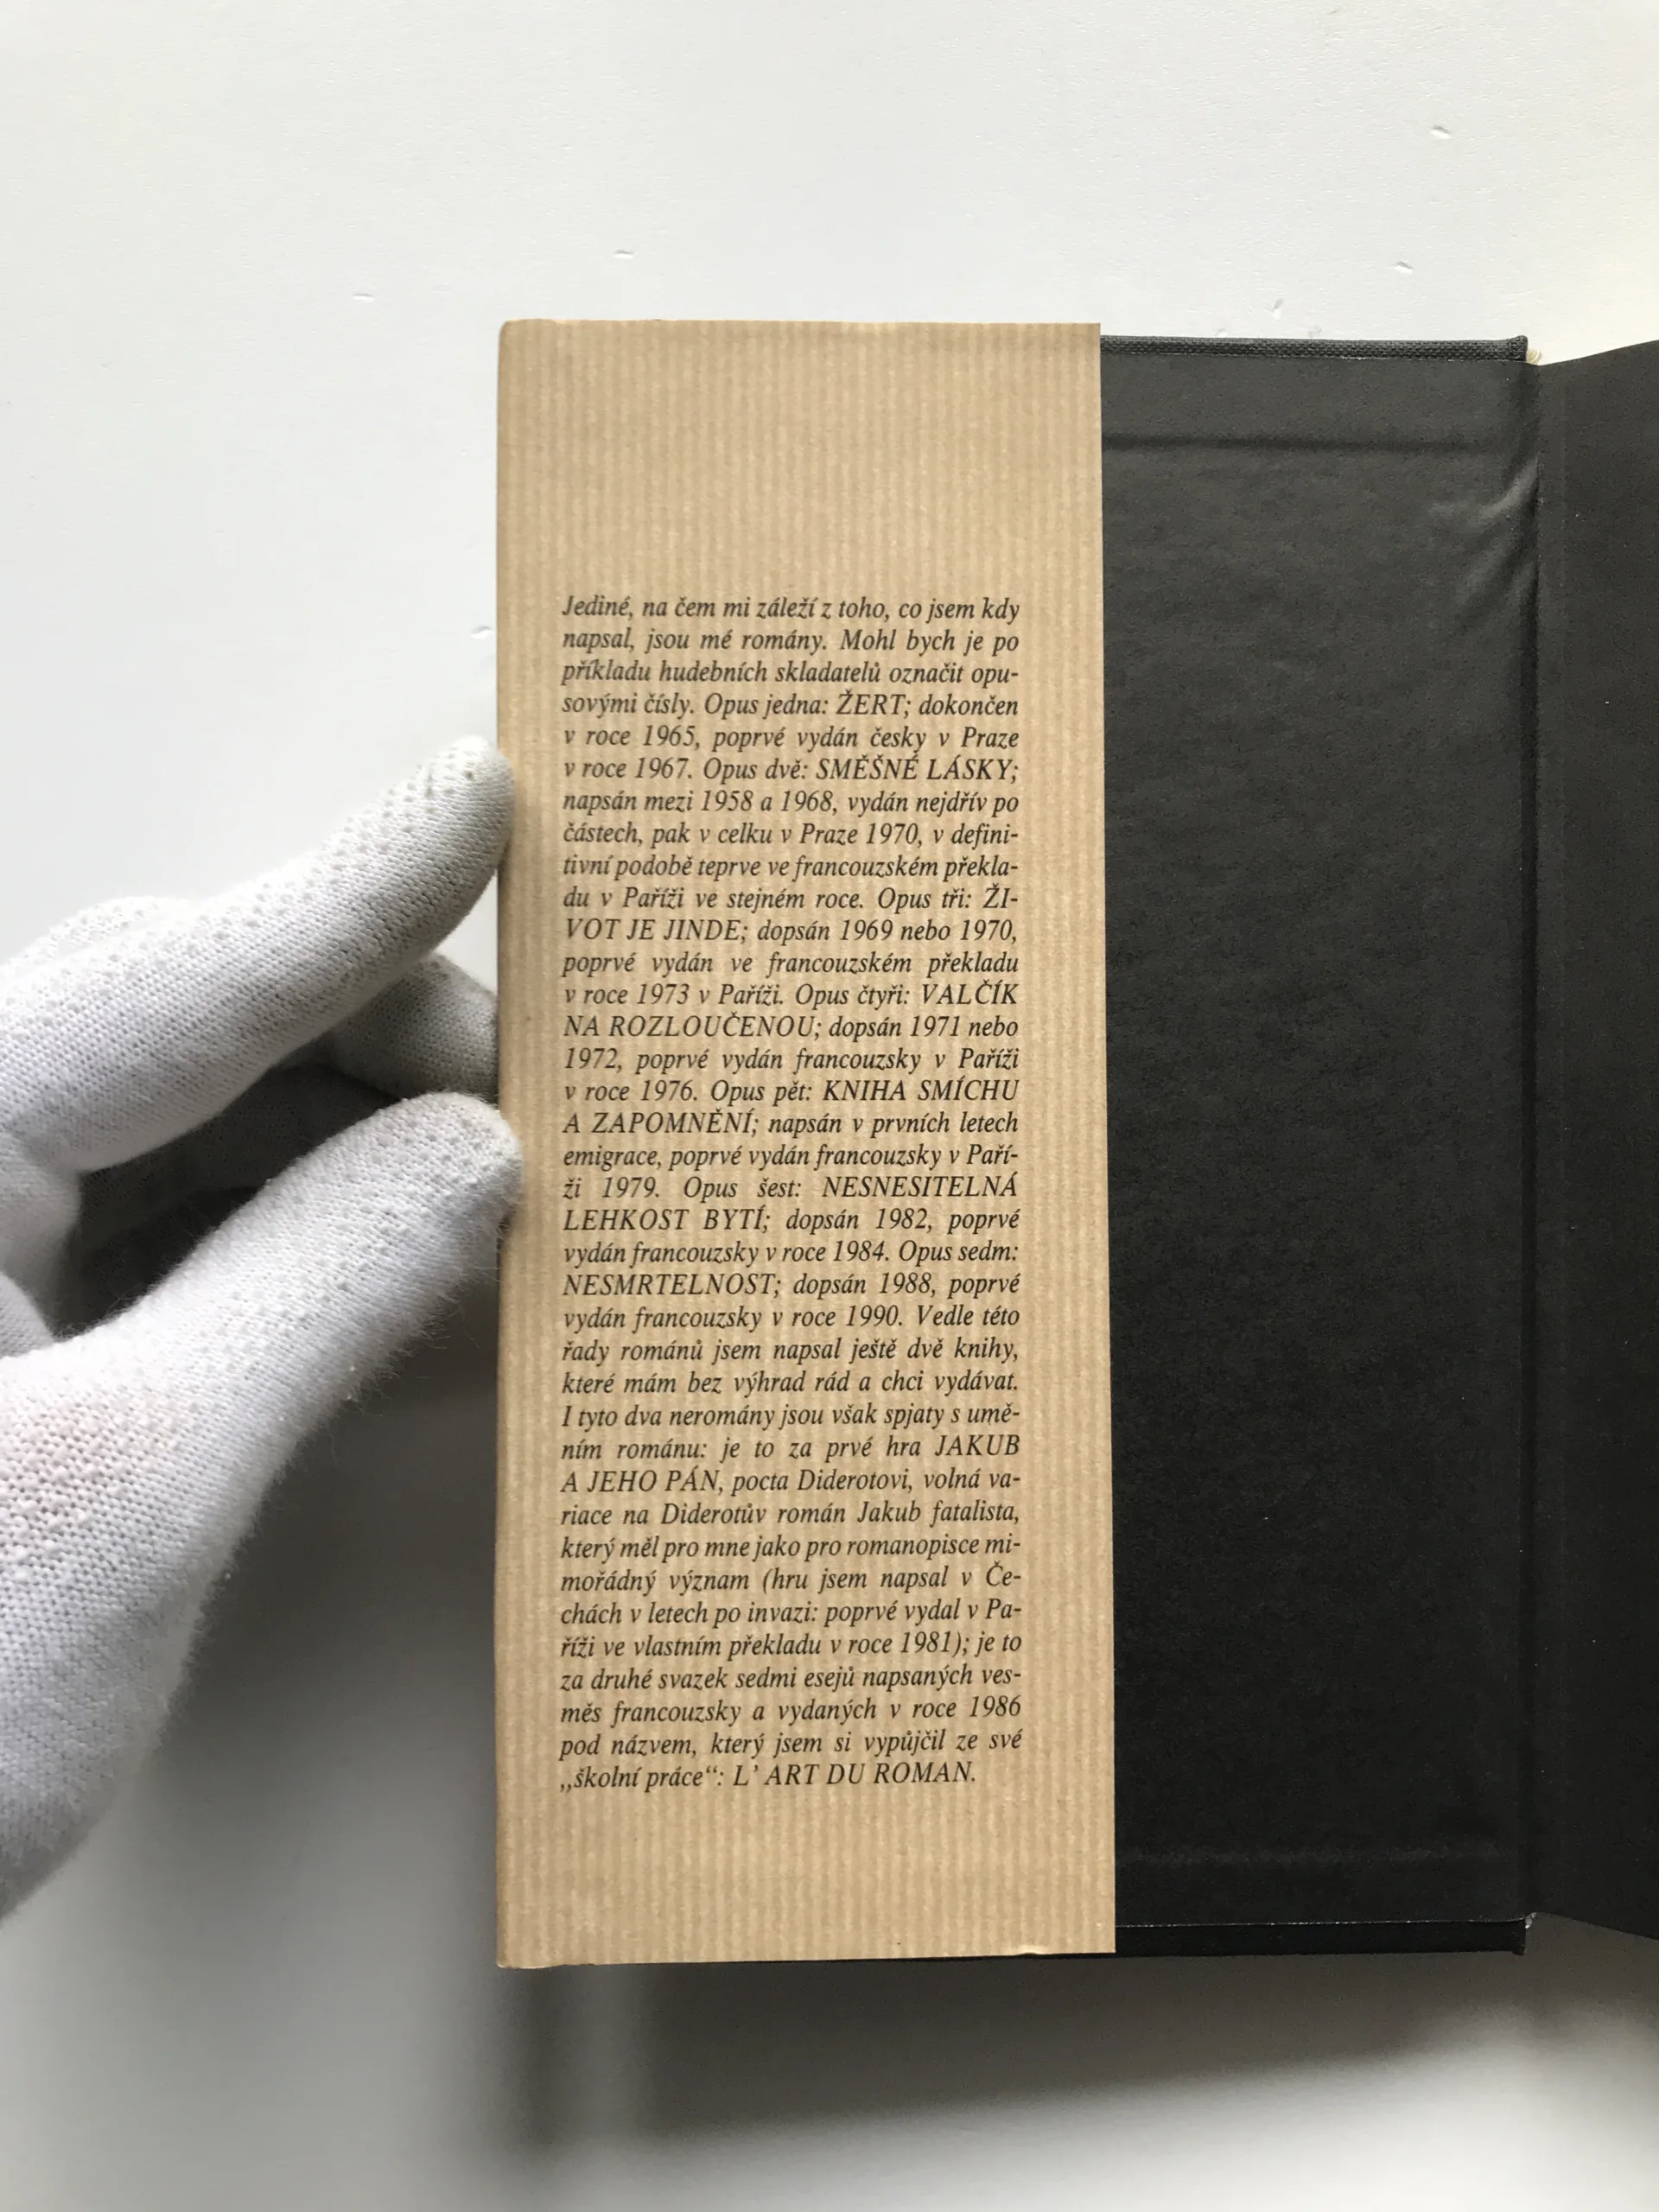 Jediné, na čem mi záleží z toho, co jsem kdy
napsal, jsou mé romány. Mohl bych je po
příkladu hudebních skladatelů označit opu-
sovými čísly. Opus jedna: ŽERT; dokončen
v roce 1965, poprvé vydán česky v Praze
v roce 1967. Opus dvě: SMĚŠNÉ LÁSKY;
napsán mezi 1958 a 1968, vydán nejdřív po
částech, pak v celku v Praze 1970, v defini-
tivní podobě teprve ve francouzském překla-
du v Paříži ve stejném roce. Opus tři: ŽI-
VOT JE JINDE; dopsán 1969 nebo 1970,
poprvé vydán ve francouzském překladu
v roce 1973 v Paříži. Opus čtyři: VALČÍK
NA ROZLOUČENOU; dopsán 1971 nebo
1972, poprvé vydán francouzsky v Paříži
v roce 1976. Opus pět: KNIHA SMÍCHU
A ZAPOMNĚNÍ; napsán v prvních letech
emigrace, poprvé vydán francouzsky v Paří-
ži 1979. Opus šest: NESNESITELNÁ
LEHKOST BYTÍ; dopsán 1982, poprvé
vydán francouzsky v roce 1984. Opus sedm:
NESMRTELNOST; dopsán 1988, poprvé
vydán francouzsky v roce 1990. Vedle této
řady románů jsem napsal ještě dvě knihy,
které mám bez výhrad rád a chci vydávat.
I tyto dva neromány jsou však spjaty s umě-
ním románu: je to za prvé hra JAKUB
A JEHO PÁN, pocta Diderotovi, volná va-
riace na Diderotův román Jakub fatalista,
který měl pro mne jako pro romanopisce mi-
mořádný význam (hru jsem napsal v Če-
chách v letech po invazi: poprvé vydal v Pa-
říži ve vlastním překladu v roce 1981); je to
za druhé svazek sedmi esejů napsaných ves-
měs francouzsky a vydaných v roce 1986
pod názvem, který jsem si vypůjčil ze své
„školní práce“: L' ART DU ROMAN.